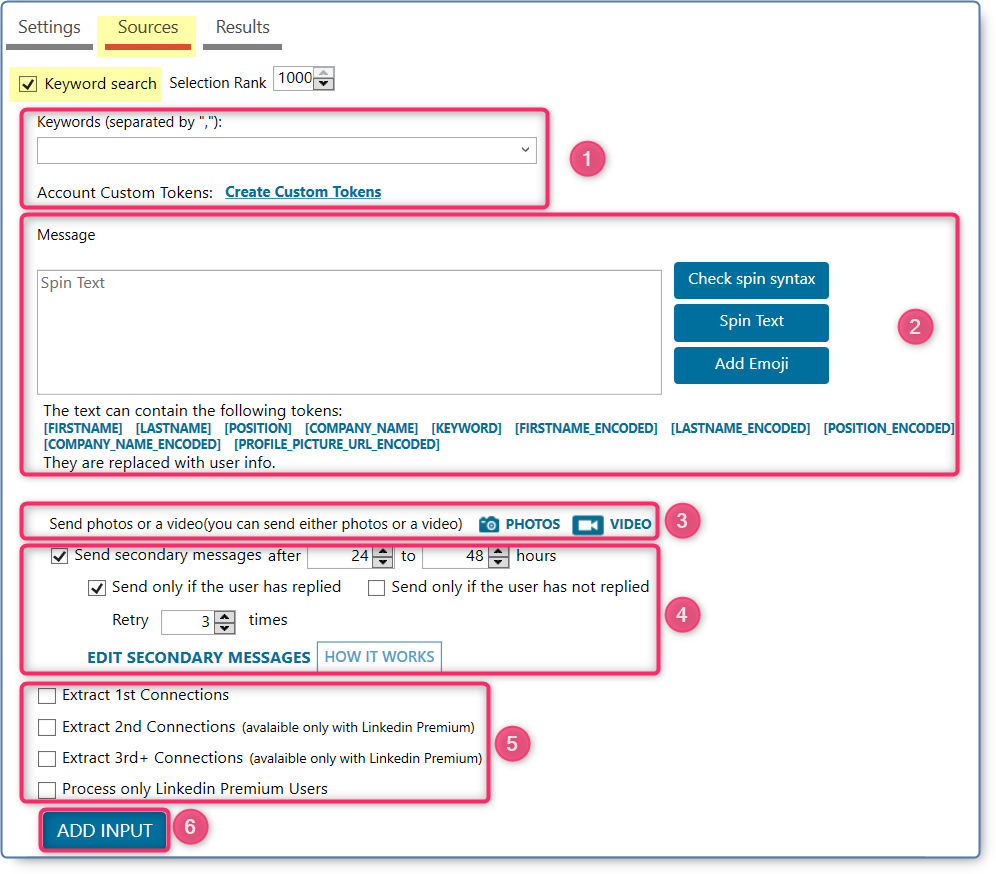 Settings Sources Results
Keyword search Selection Rank 1000
Keywords (separated by ","):
1
Account Custom Tokens: Create Custom Tokens
Message
Spin Text
Check spin syntax
Spin Text
2
Add Emoji
The text can contain the following tokens:
[FIRSTNAME] [LASTNAME] [POSITION] [COMPANY_NAME] [KEYWORD] [FIRSTNAME_ENCODED] [LASTNAME_ENCODED] [POSITION_ENCODED]
[COMPANY_NAME_ENCODED] [PROFILE_PICTURE_URL_ENCODED]
They are replaced with user info.
Send photos or a video(you can send either photos or a video) PHOTOS VIDEO 3
Send secondary messages after 24 to 48 hours
Send only if the user has replied Send only if the user has not replied
4
Retry 3 times
EDIT SECONDARY MESSAGES HOW IT WORKS
Extract 1st Connections
Extract 2nd Connections (avalaible only with Linkedin Premium)
5
Extract 3rd+ Connections (avalaible only with Linkedin Premium)
Process only Linkedin Premium Users
ADD INPUT 6